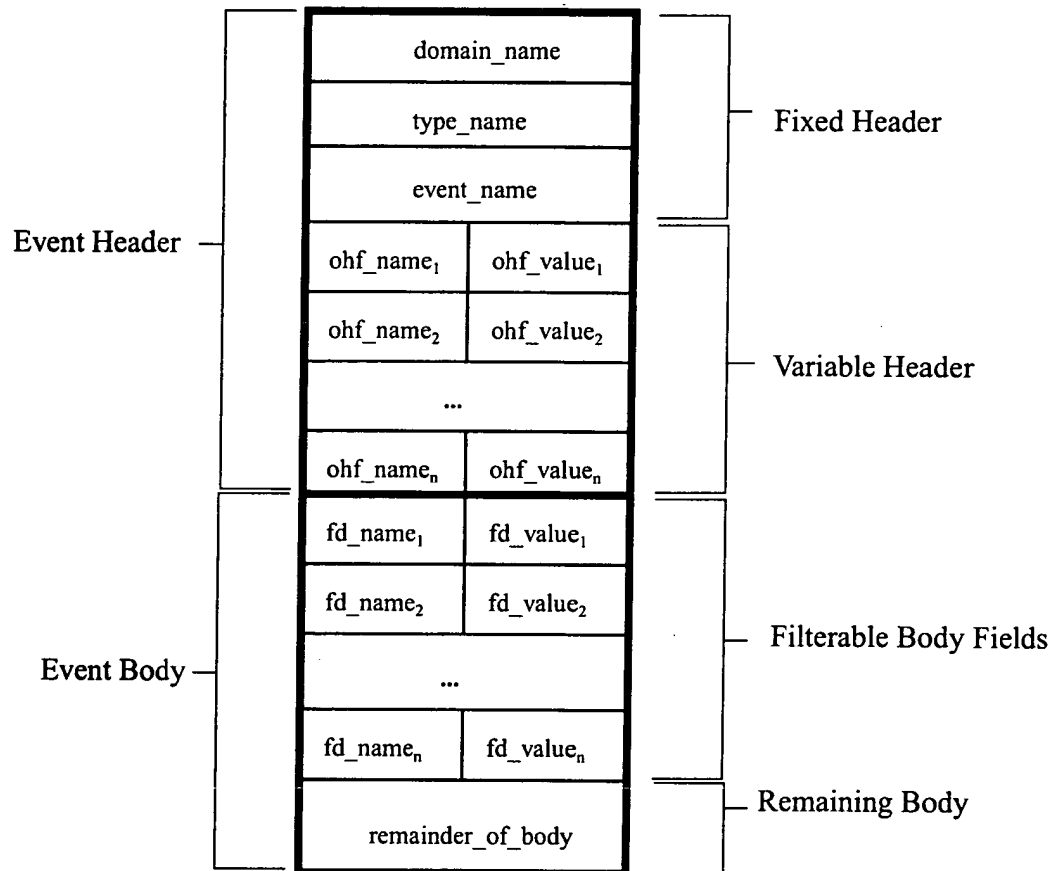 domain_name
type_name
Fixed Header
event_name
Event Header
ohf_name₁ ohf_value₁
ohf_name₂ ohf_value₂
Variable Header
...
ohf_nameₙ ohf_valueₙ
fd_name₁ fd_value₁
fd_name₂ fd_value₂
Filterable Body Fields
Event Body
...
fd_nameₙ fd_valueₙ
Remaining Body
remainder_of_body